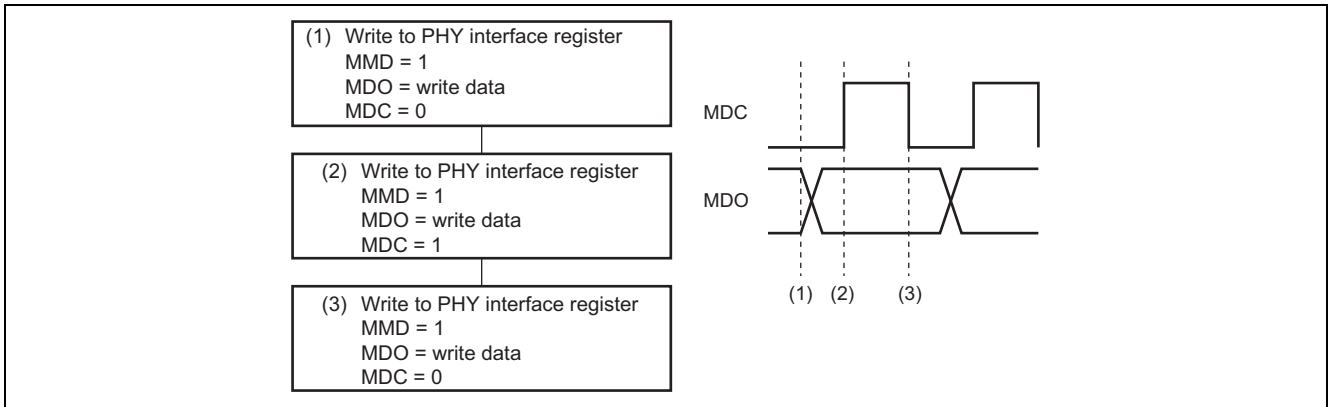 (1) Write to PHY interface register
MMD = 1
MDO = write data
MDC = 0
(2) Write to PHY interface register
MMD = 1
MDO = write data
MDC = 1
(3) Write to PHY interface register
MMD = 1
MDO = write data
MDC = 0
MDC
MDO
(1) (2) (3)